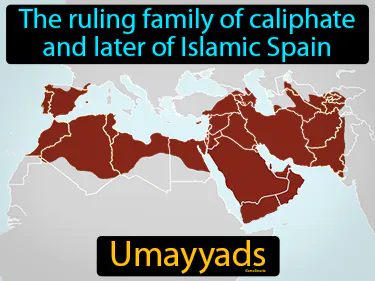 The ruling family of caliphate
and later of Islamic Spain
Umayyads